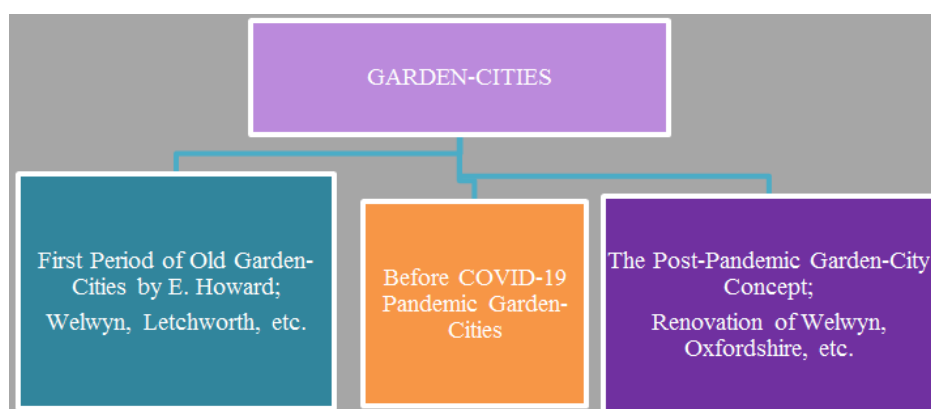 GARDEN-CITIES
First Period of Old Garden-
Cities by E. Howard;
Welwyn, Letchworth, etc.
Before COVID-19
Pandemic Garden-
Cities
The Post-Pandemic Garden-City
Concept;
Renovation of Welwyn,
Oxfordshire, etc.